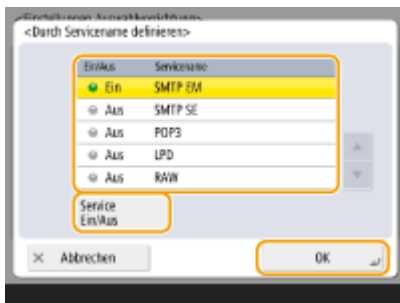 <Einstellungen Auswahlvorrichtung>
<Durch Servicename definieren>
Ein/Aus Servicename
Ein SMTP EM
Aus SMTP SE
Aus POP3
Aus LPD
Aus RAW
Service
Ein/Aus
Abbrechen
OK